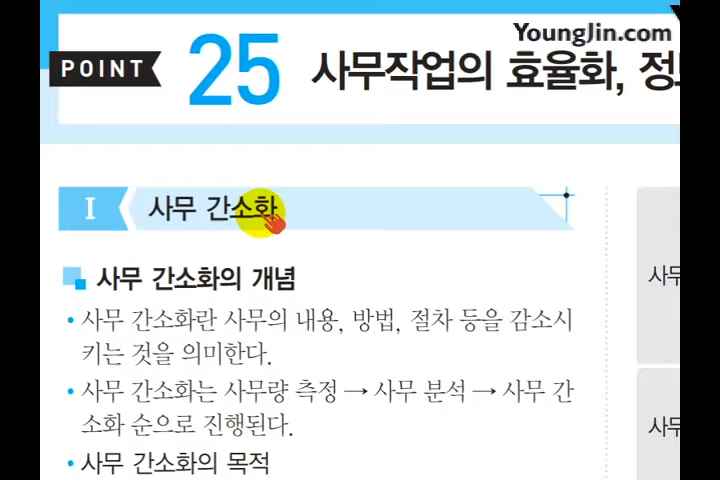 YoungJin.com
POINT 25 사무작업의 효율화,
I 사무 간소화
사무 간소화의 개념
• 사무 간소화란 사무의 내용, 방법, 절차 등을 감소시
키는 것을 의미한다.
• 사무 간소화는 사무량 측정 → 사무 분석 → 사무 간
소화 순으로 진행된다.
• 사무 간소화의 목적
사무
사무